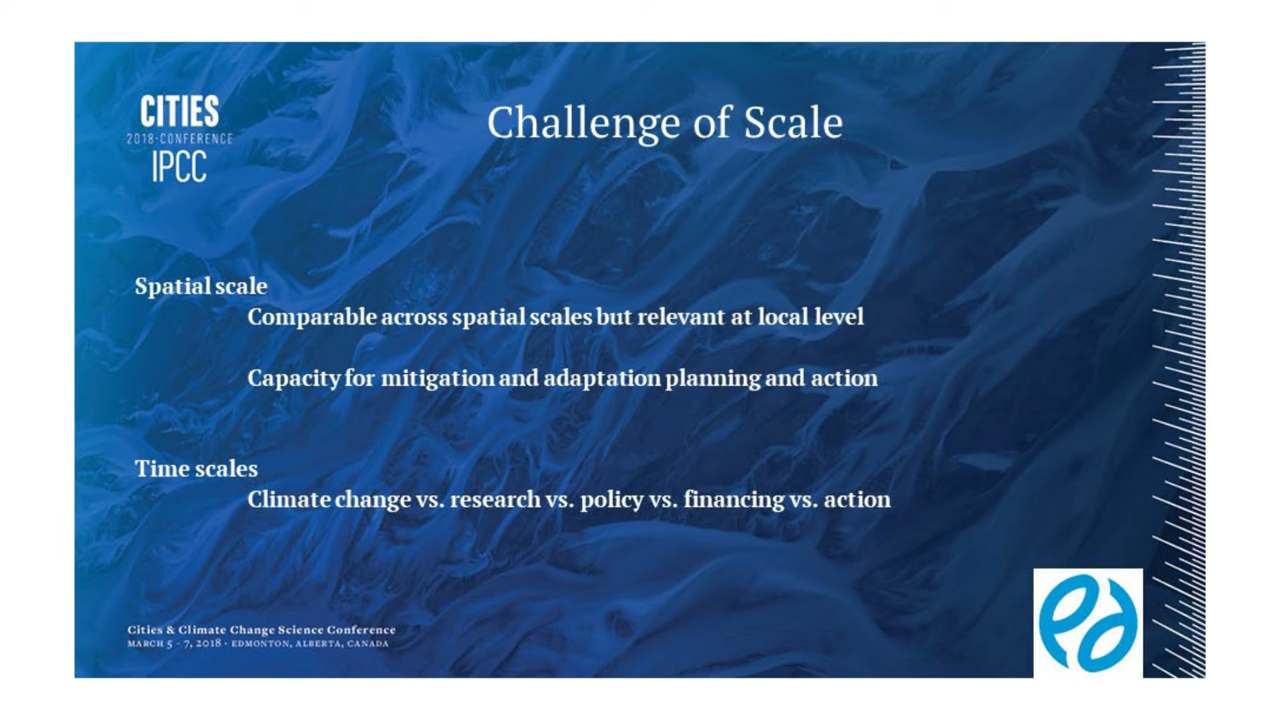 CITIES
2018·CONFERENCE
IPCC
Challenge of Scale
Spatial scale
Comparable across spatial scales but relevant at local level
Capacity for mitigation and adaptation planning and action
Time scales
Climate change vs. research vs. policy vs. financing vs. action
Cities & Climate Change Science Conference
MARCH 5 - 7, 2018 · EDMONTON, ALBERTA, CANADA